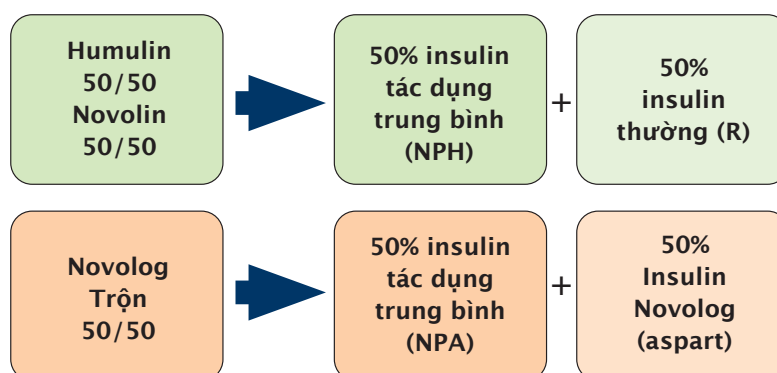 Humulin
50/50
Novolin
50/50
50% insulin
tác dụng
trung bình
(NPH)
+
50%
insulin
thường (R)
Novolog
Trộn
50/50
50% insulin
tác dụng
trung bình
(NPA)
+
50%
Insulin
Novolog
(aspart)